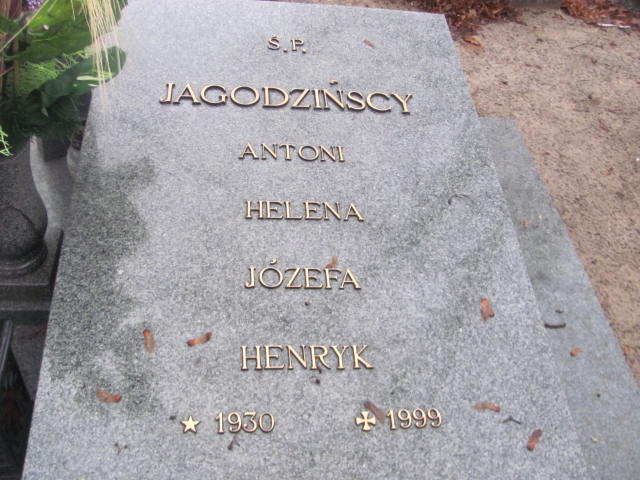 Ś.P.
JAGODZIŃSCY
ANTONI
HELENA
JÓZEFA
HENRYK
★ 1930 ✠ 1999